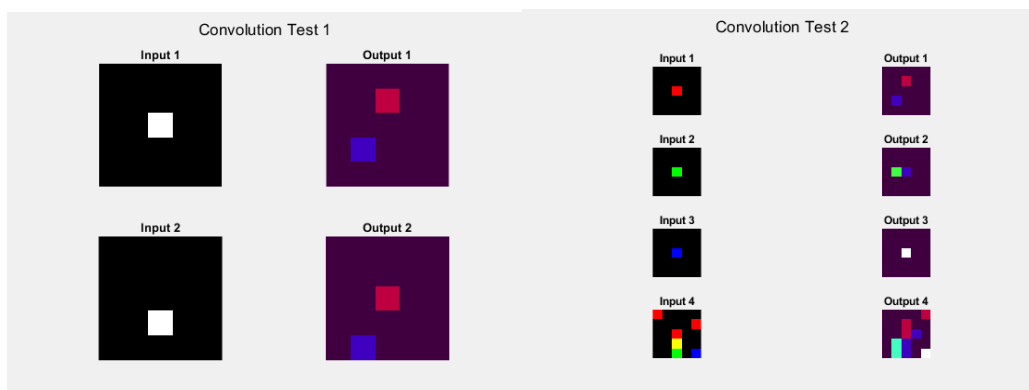 Convolution Test 1
Input 1
Output 1
Input 2
Output 2
Convolution Test 2
Input 1
Output 1
Input 2
Output 2
Input 3
Output 3
Input 4
Output 4